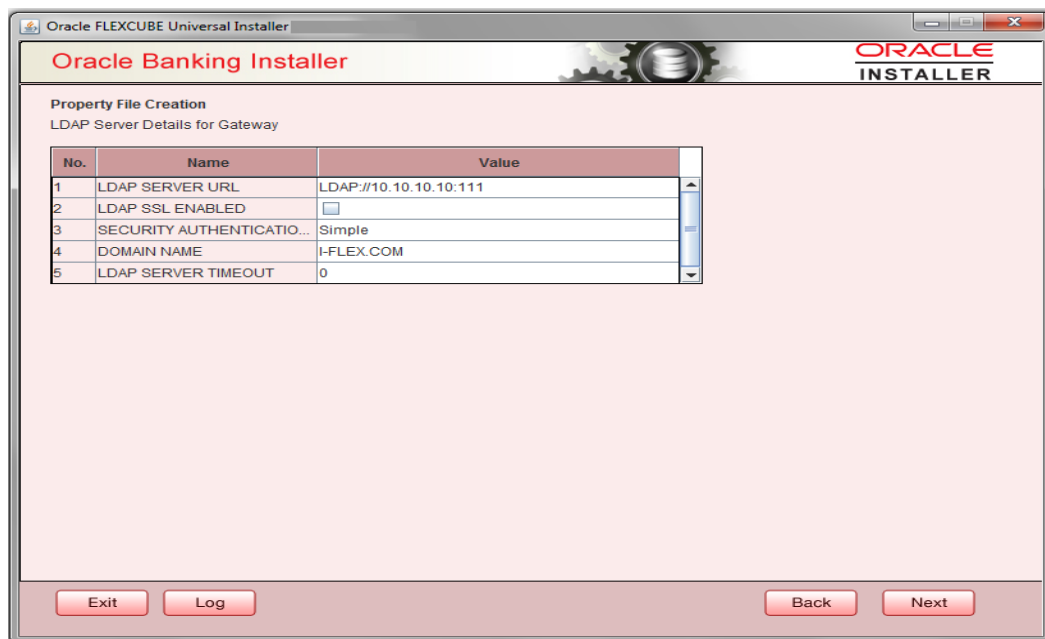 Oracle FLEXCUBE Universal Installer
Oracle Banking Installer
ORACLE
INSTALLER
Property File Creation
LDAP Server Details for Gateway
No. Name Value
1 LDAP SERVER URL LDAP://10.10.10.10:111
2 LDAP SSL ENABLED
3 SECURITY AUTHENTICATIO... Simple
4 DOMAIN NAME I-FLEX.COM
5 LDAP SERVER TIMEOUT 0
Exit Log Back Next